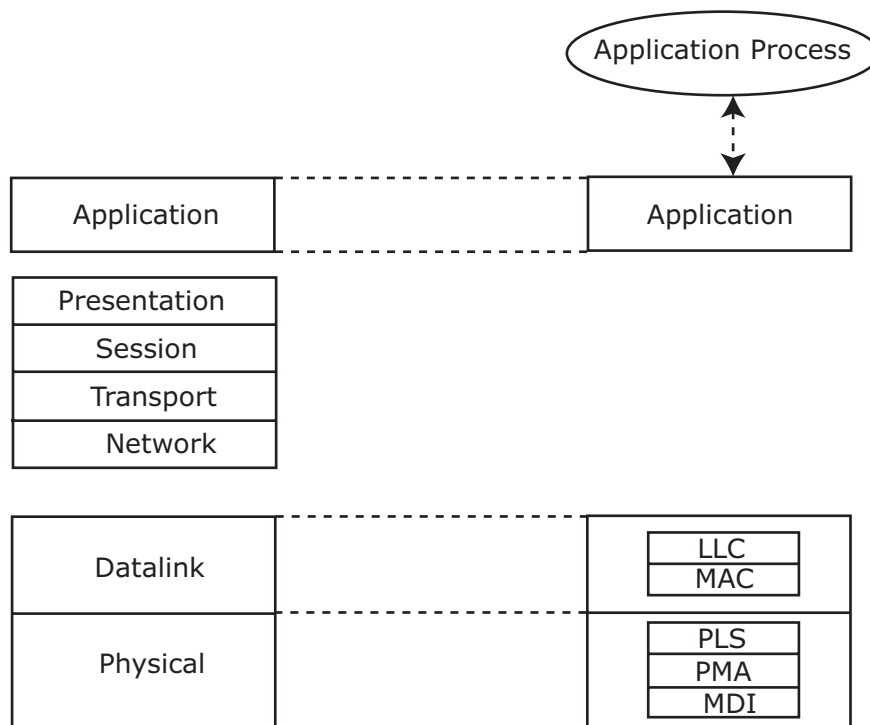 Application Process
Application
Application
Presentation
Session
Transport
Network
Datalink
LLC
MAC
Physical
PLS
PMA
MDI